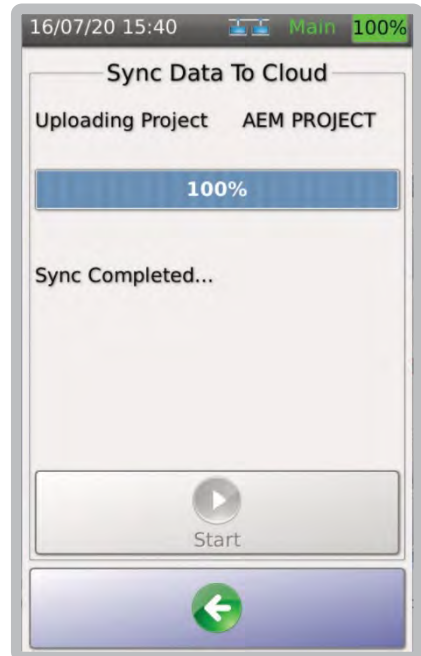 16/07/20 15:40 Main 100%
Sync Data To Cloud
Uploading Project AEM PROJECT
100%
Sync Completed...
Start